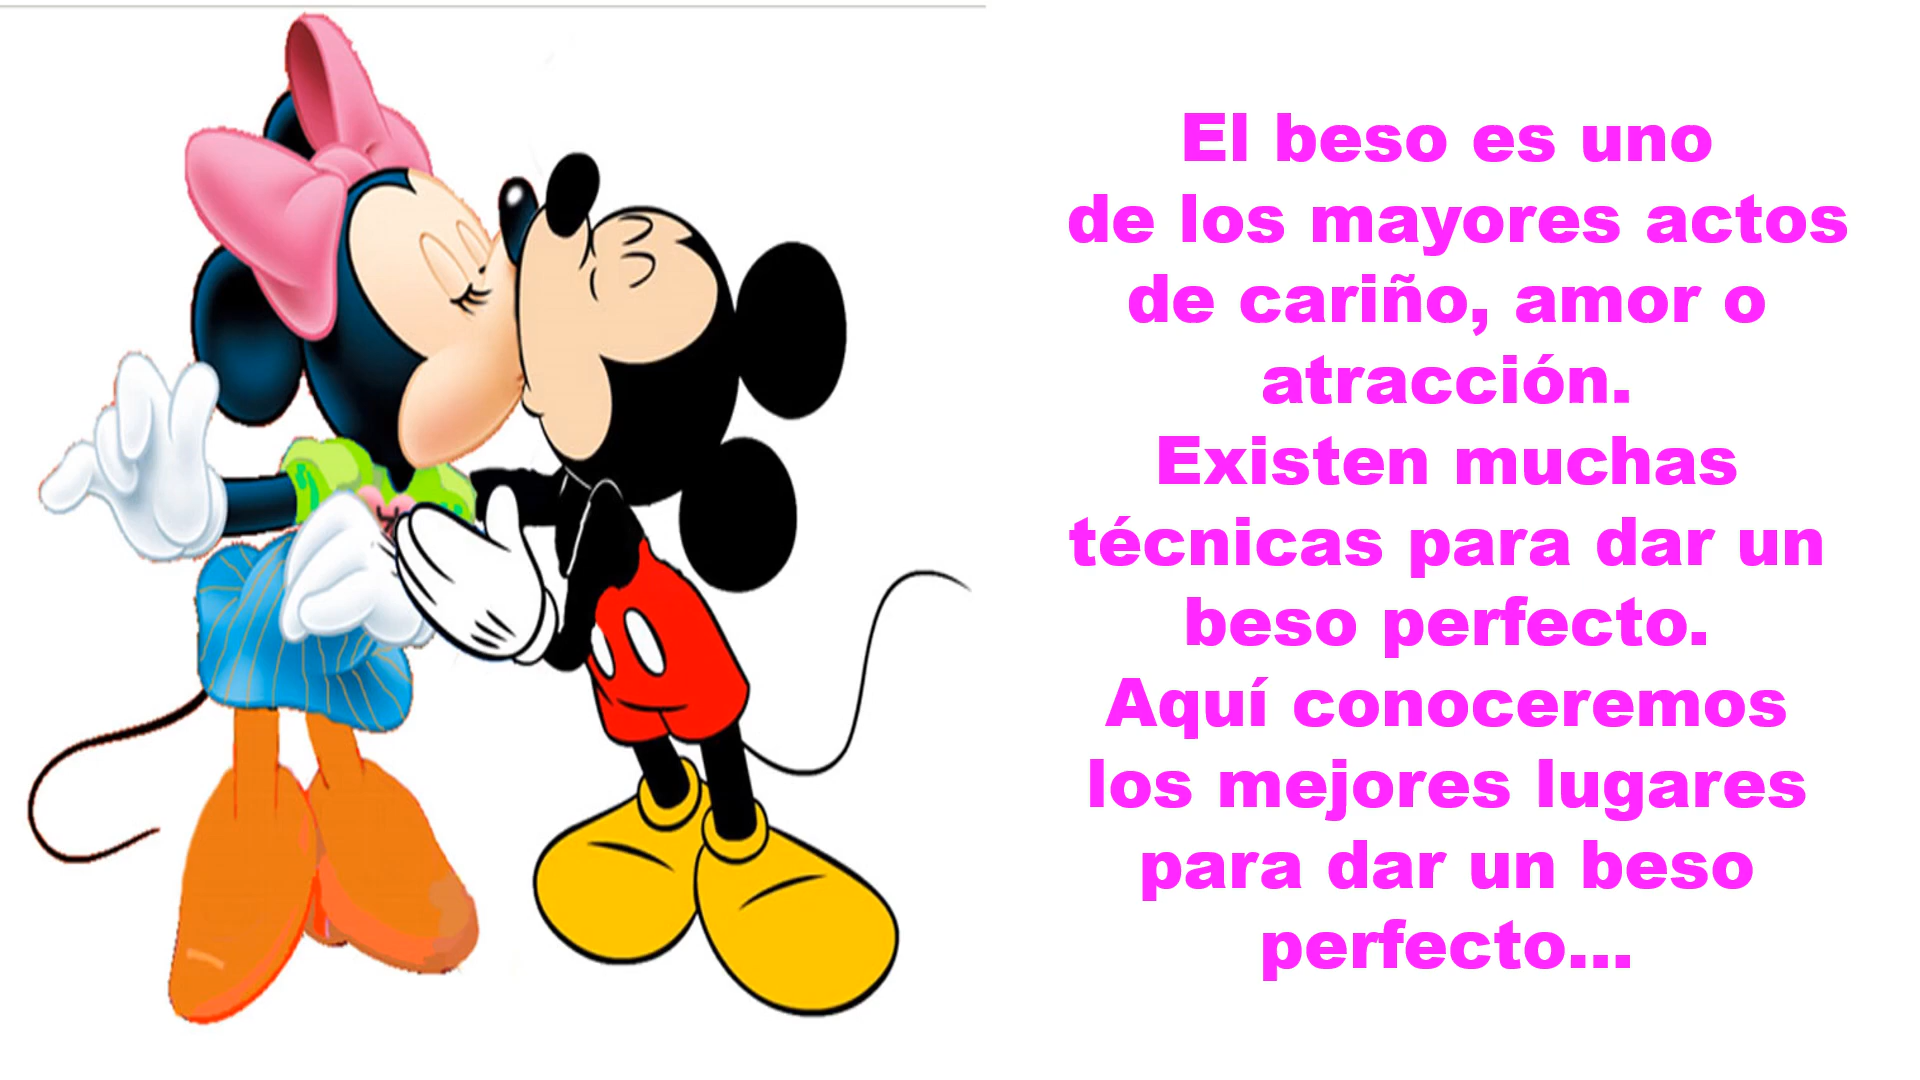 El beso es uno
de los mayores actos
de cariño, amor o
atracción.
Existen muchas
técnicas para dar un
beso perfecto.
Aquí conoceremos
los mejores lugares
para dar un beso
perfecto...